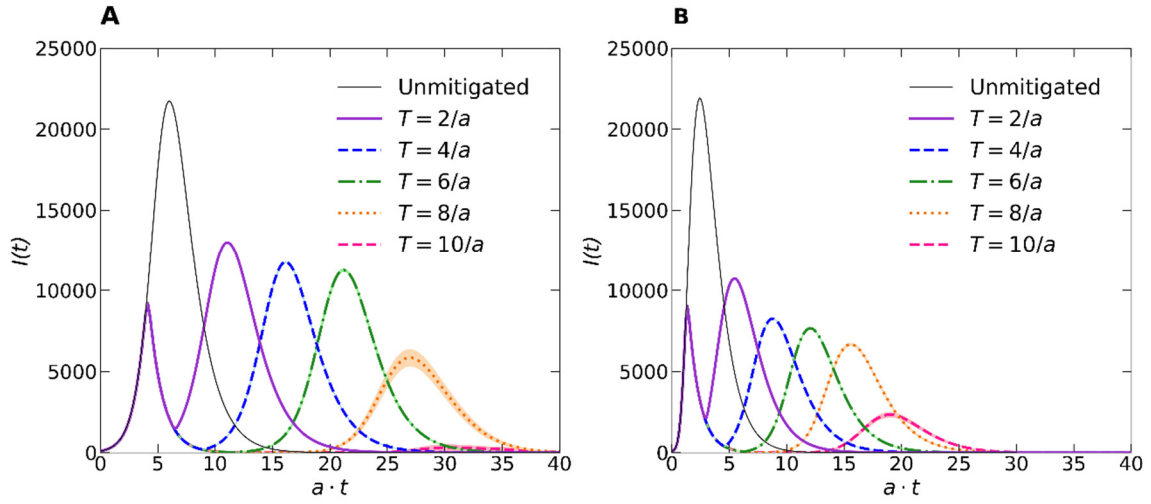 A
25000
20000
15000
10000
5000
0
I(t)
0 5 10 15 20 25 30 35 40
a · t
Unmitigated
T = 2/a
T = 4/a
T = 6/a
T = 8/a
T = 10/a
B
25000
20000
15000
10000
5000
0
I(t)
0 5 10 15 20 25 30 35 40
a · t
Unmitigated
T = 2/a
T = 4/a
T = 6/a
T = 8/a
T = 10/a